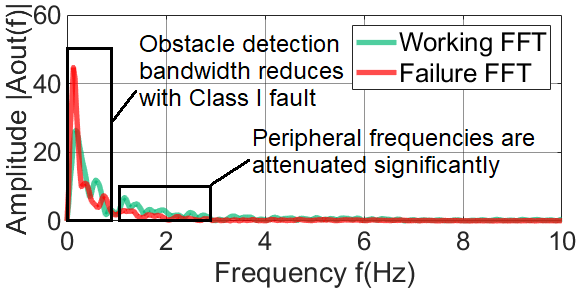 60
40
20
0
Amplitude |Aout(f)|
Obstacle detection
bandwidth reduces
with Class I fault
Working FFT
Failure FFT
Peripheral frequencies are
attenuated significantly
0 2 4 6 8 10
Frequency f(Hz)